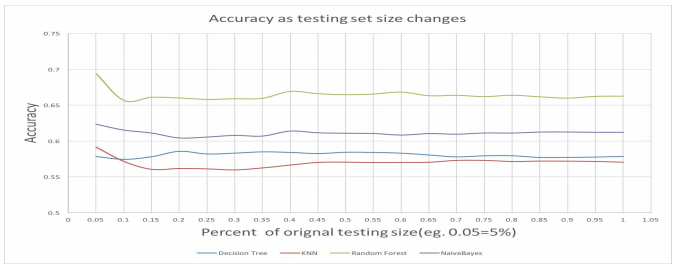 Accuracy as testing set size changes
0.75
0.7
0.65
0.6
0.55
0.5
Accuracy
0 0.05 0.1 0.15 0.2 0.25 0.3 0.35 0.4 0.45 0.5 0.55 0.6 0.65 0.7 0.75 0.8 0.85 0.9 0.95 1 1.05
Percent of orignal testing size(eg. 0.05=5%)
Decision Tree KNN Random Forest NaiveBayes